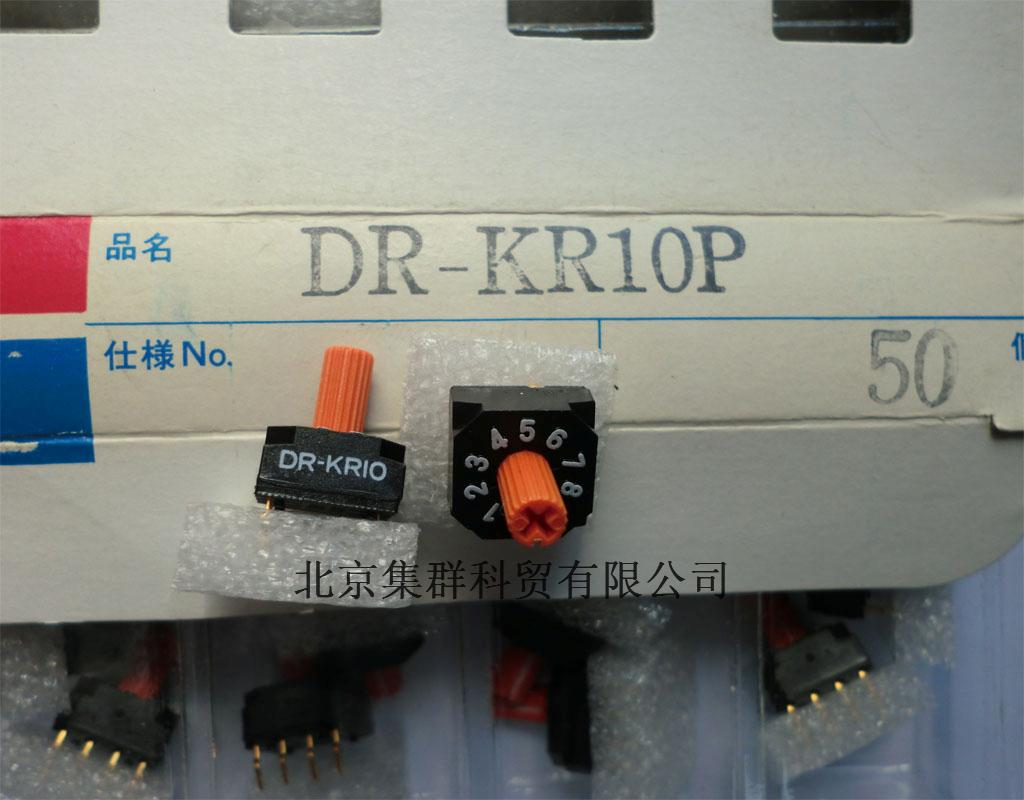 品名 DR-KR10P
仕様No. 50
DR-KR10
1 2 3 4 5 6 7 8
北京集群科贸有限公司